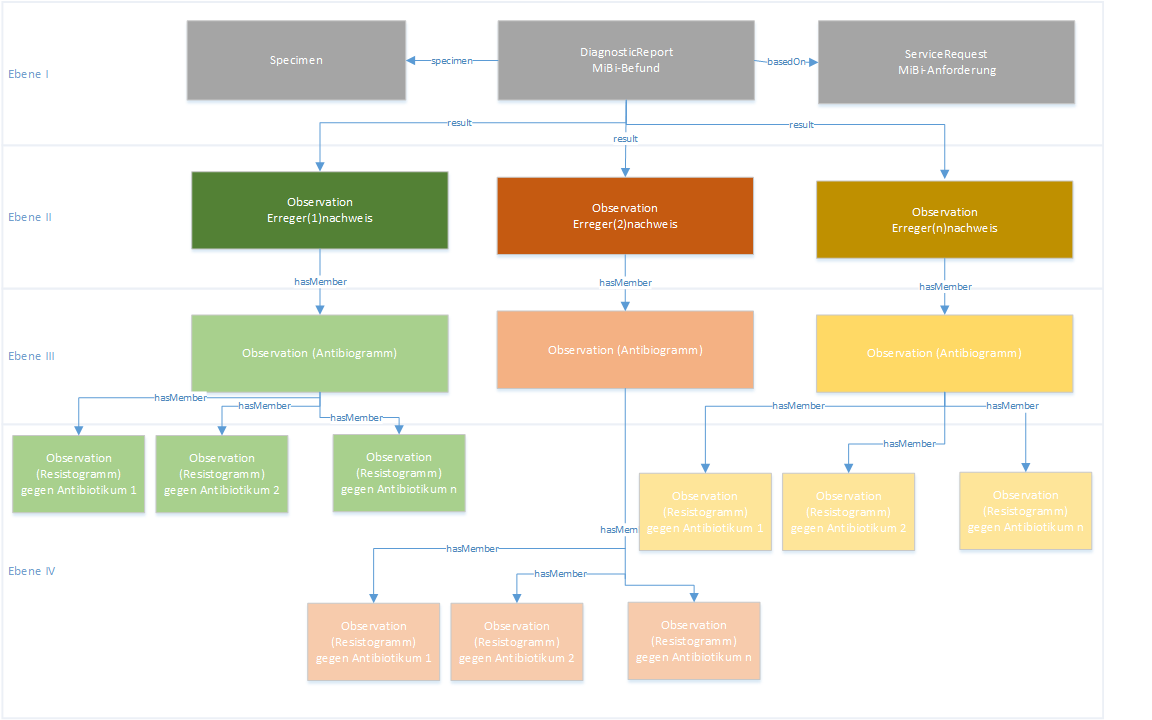 Ebene I
Specimen
specimen
DiagnosticReport
MiBi-Befund
basedOn
ServiceRequest
MiBi-Anforderung
result
result
result
Ebene II
Observation
Erreger(1)nachweis
Observation
Erreger(2)nachweis
Observation
Erreger(n)nachweis
hasMember
hasMember
hasMember
Ebene III
Observation (Antibiogramm)
Observation (Antibiogramm)
Observation (Antibiogramm)
hasMember
hasMember
hasMember
hasMember
hasMember
hasMember
Observation
(Resistogramm)
gegen Antibiotikum 1
Observation
(Resistogramm)
gegen Antibiotikum 2
Observation
(Resistogramm)
gegen Antibiotikum n
Observation
(Resistogramm)
gegen Antibiotikum 1
Observation
(Resistogramm)
gegen Antibiotikum 2
Observation
(Resistogramm)
gegen Antibiotikum n
hasMem
hasMember
hasMember
Ebene IV
Observation
(Resistogramm)
gegen Antibiotikum 1
Observation
(Resistogramm)
gegen Antibiotikum 2
Observation
(Resistogramm)
gegen Antibiotikum n